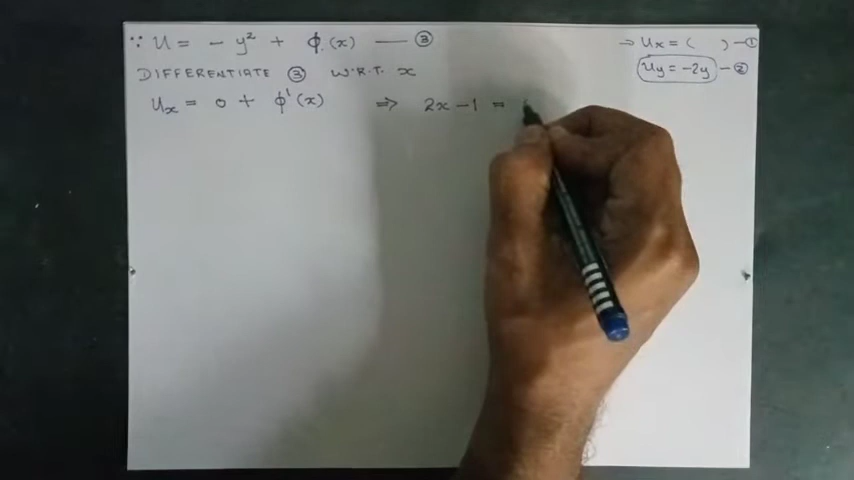 ∵ U = - y² + ϕ(x) — ③
→ Ux = ( ) — ①
Uy = -2y — ②
DIFFERENTIATE ③ W.R.T. x
Ux = 0 + ϕ'(x) ⇒ 2x - 1 =